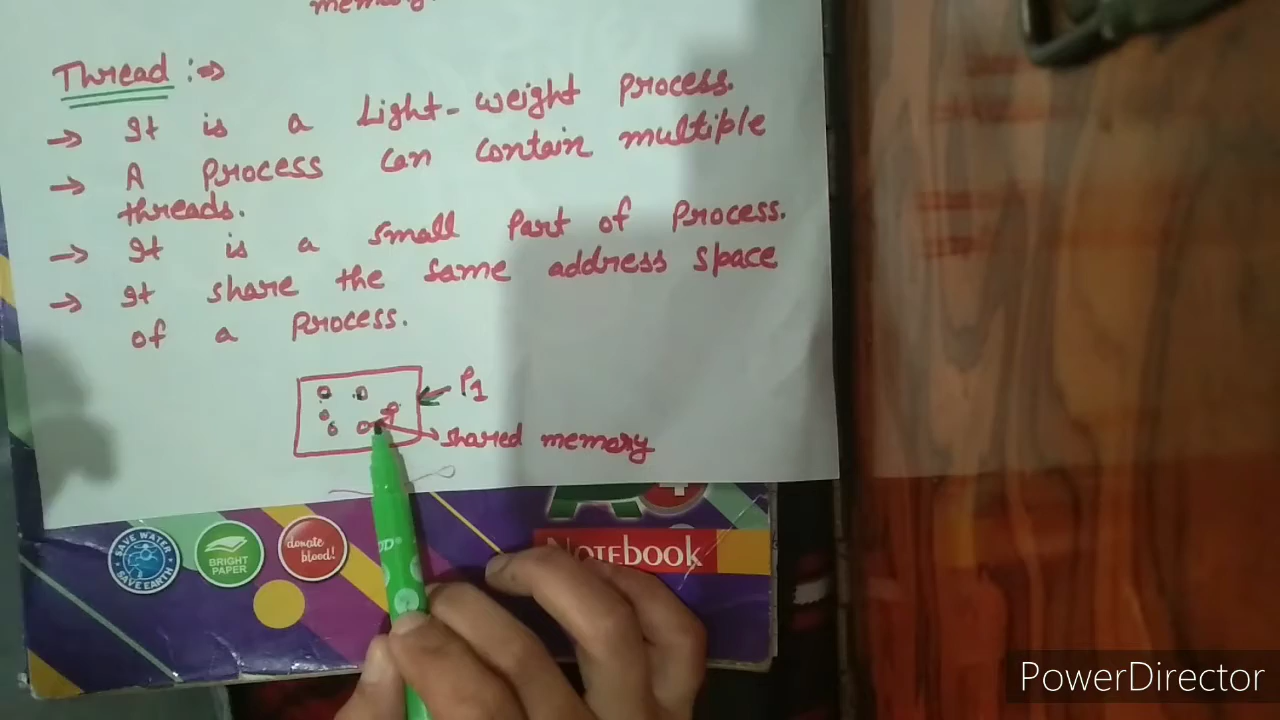 memory
Thread :→
→ It is a Light-weight process.
→ A process can contain multiple
threads.
→ It is a small part of process.
→ It share the same address space
of a process.
P1
shared memory
SAVE WATER
SAVE EARTH
BRIGHT
PAPER
donate
blood!
NOTEBOOK
PowerDirector